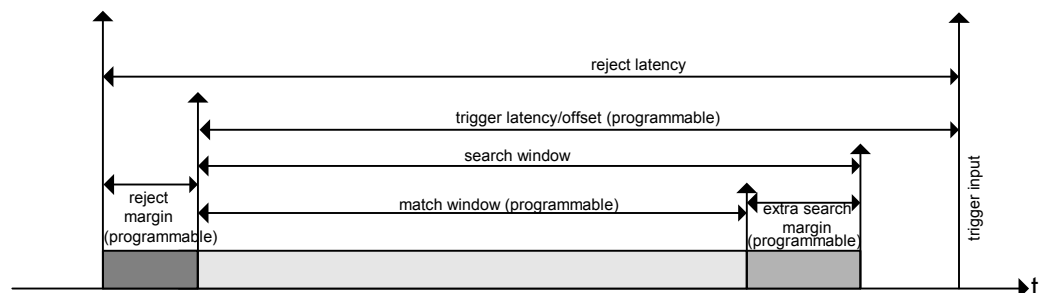 reject latency
trigger latency/offset (programmable)
search window
reject
margin
(programmable)
match window (programmable)
extra search
margin
(programmable)
trigger input
t